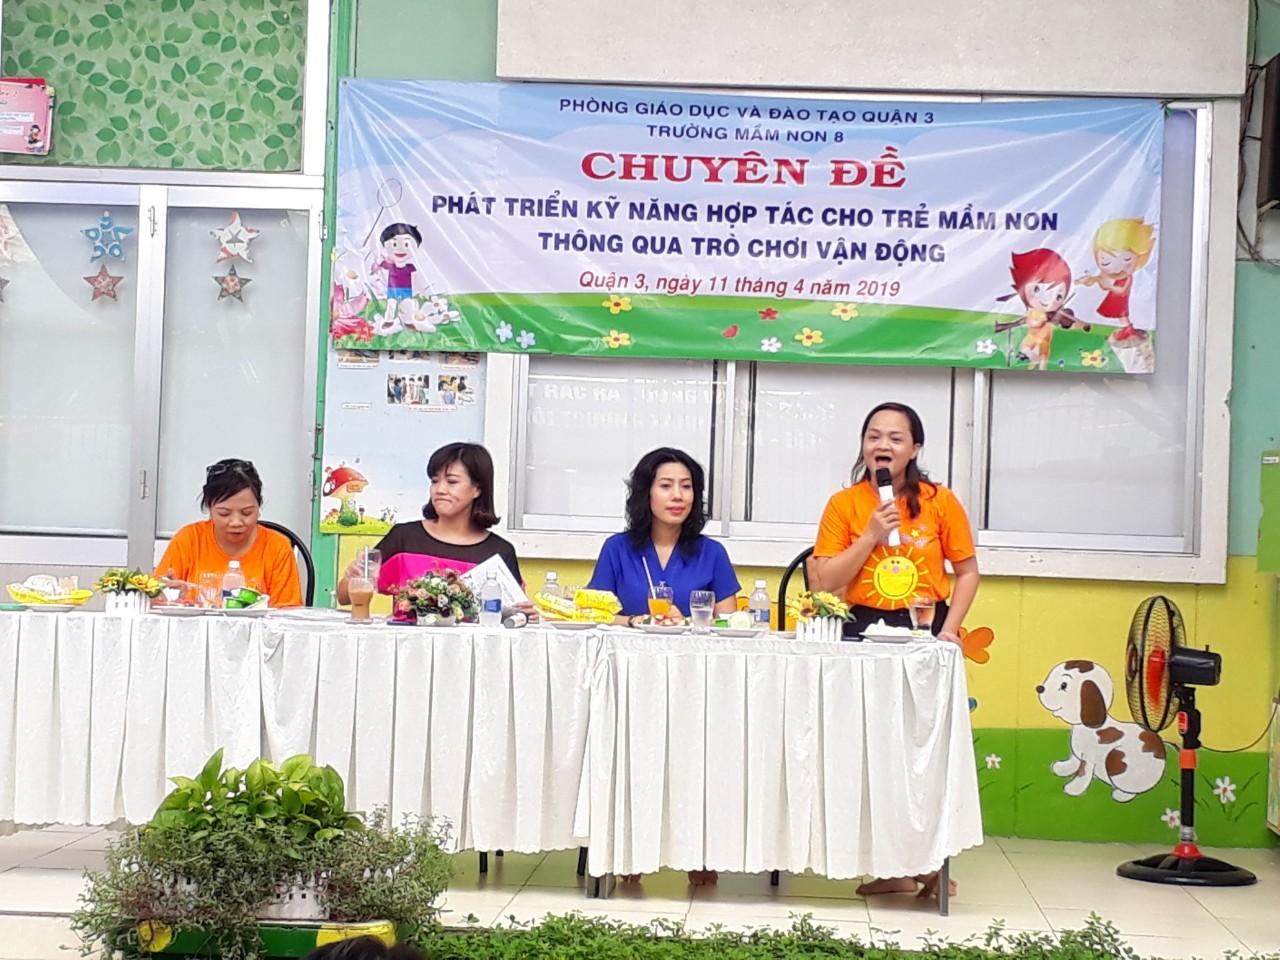 PHÒNG GIÁO DỤC VÀ ĐÀO TẠO QUẬN 3
TRƯỜNG MẦM NON 8
CHUYÊN ĐỀ
PHÁT TRIỂN KỸ NĂNG HỢP TÁC CHO TRẺ MẦM NON
THÔNG QUA TRÒ CHƠI VẬN ĐỘNG
Quận 3, ngày 11 tháng 4 năm 2019